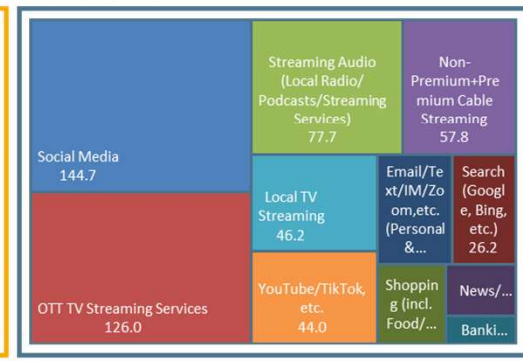 Social Media
144.7
OTT TV Streaming Services
126.0
Streaming Audio
(Local Radio/
Podcasts/Streaming
Services)
77.7
Non-
Premium+Pre
mium Cable
Streaming
57.8
Local TV
Streaming
46.2
YouTube/TikTok,
etc.
44.0
Email/Te
xt/IM/Zo
om,etc.
(Personal
&...
Search
(Googl
e, Bing,
etc.)
26.2
Shoppin
g (incl.
Food/...
News/...
Banki...